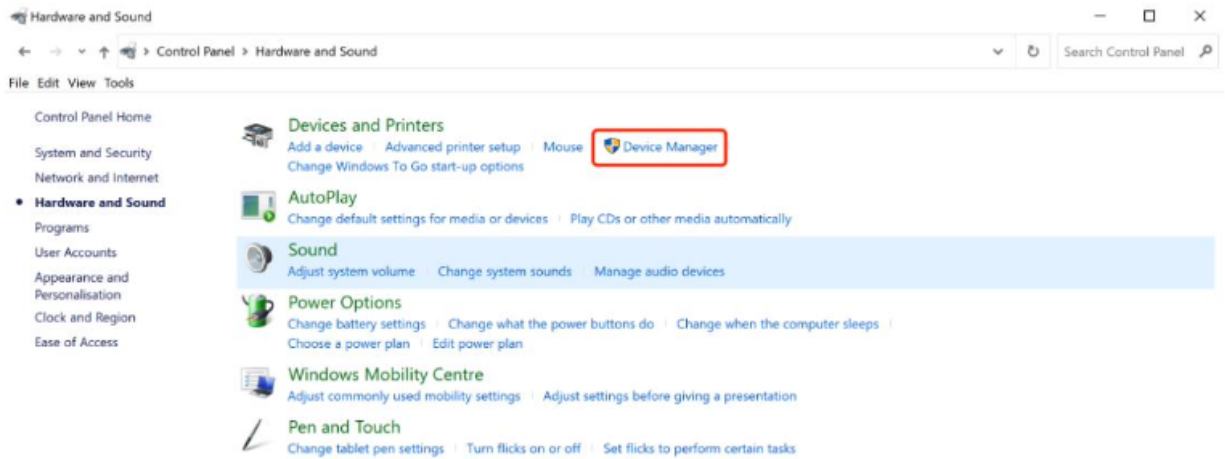 Hardware and Sound
Control Panel > Hardware and Sound
Search Control Panel
File Edit View Tools
Control Panel Home
System and Security
Network and Internet
Hardware and Sound
Programs
User Accounts
Appearance and
Personalisation
Clock and Region
Ease of Access
Devices and Printers
Add a device Advanced printer setup Mouse Device Manager
Change Windows To Go start-up options
AutoPlay
Change default settings for media or devices Play CDs or other media automatically
Sound
Adjust system volume Change system sounds Manage audio devices
Power Options
Change battery settings Change what the power buttons do Change when the computer sleeps
Choose a power plan Edit power plan
Windows Mobility Centre
Adjust commonly used mobility settings Adjust settings before giving a presentation
Pen and Touch
Change tablet pen settings Turn flicks on or off Set flicks to perform certain tasks